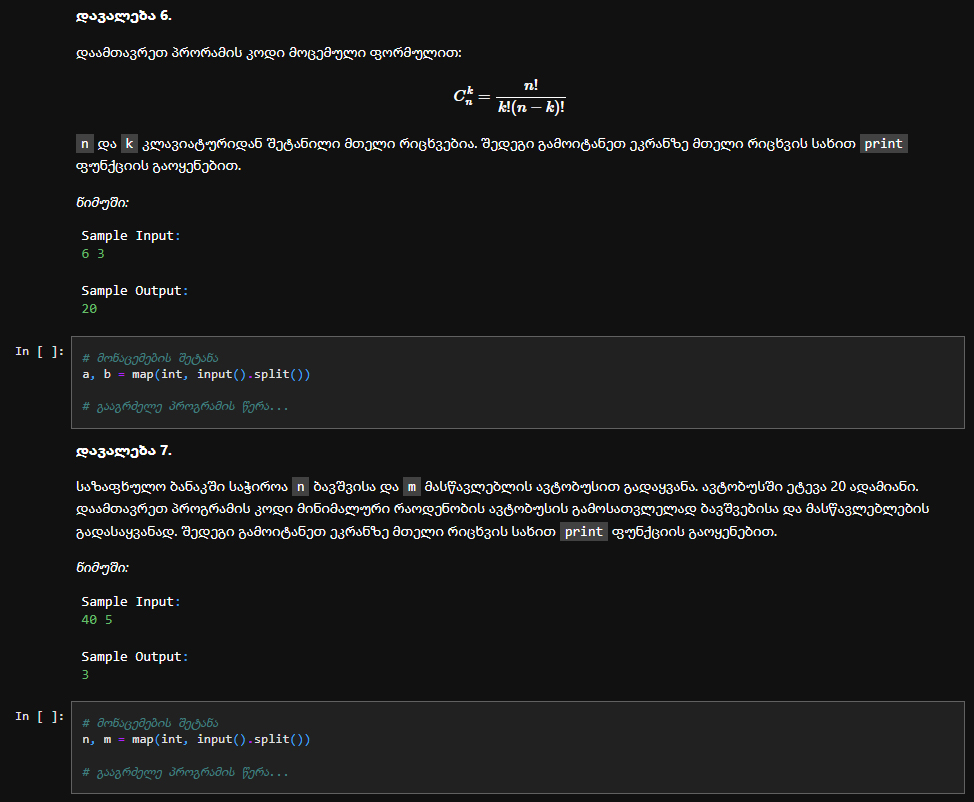 დავალება 6.
დაამთავრეთ პრორამის კოდი მოცემული ფორმულით:
C_n^k = n! / k!(n − k)!
n და k კლავიატურიდან შეტანილი მთელი რიცხვებია. შედეგი გამოიტანეთ ეკრანზე მთელი რიცხვის სახით print
ფუნქციის გაოყენებით.
ნიმუში:
Sample Input:
6 3
Sample Output:
20
In [ ]:
# მონაცემების შეტანა
a, b = map(int, input().split())
# გააგრძელე პროგრამის წერა...
დავალება 7.
საზაფხულო ბანაკში საჭიროა n ბავშვისა და m მასწავლებლის ავტობუსით გადაყვანა. ავტობუსში ეტევა 20 ადამიანი.
დაამთავრეთ პროგრამის კოდი მინიმალური რაოდენობის ავტობუსის გამოსათვლელად ბავშვებისა და მასწავლებლების
გადასაყვანად. შედეგი გამოიტანეთ ეკრანზე მთელი რიცხვის სახით print ფუნქციის გაოყენებით.
ნიმუში:
Sample Input:
40 5
Sample Output:
3
In [ ]:
# მონაცემების შეტანა
n, m = map(int, input().split())
# გააგრძელე პროგრამის წერა...